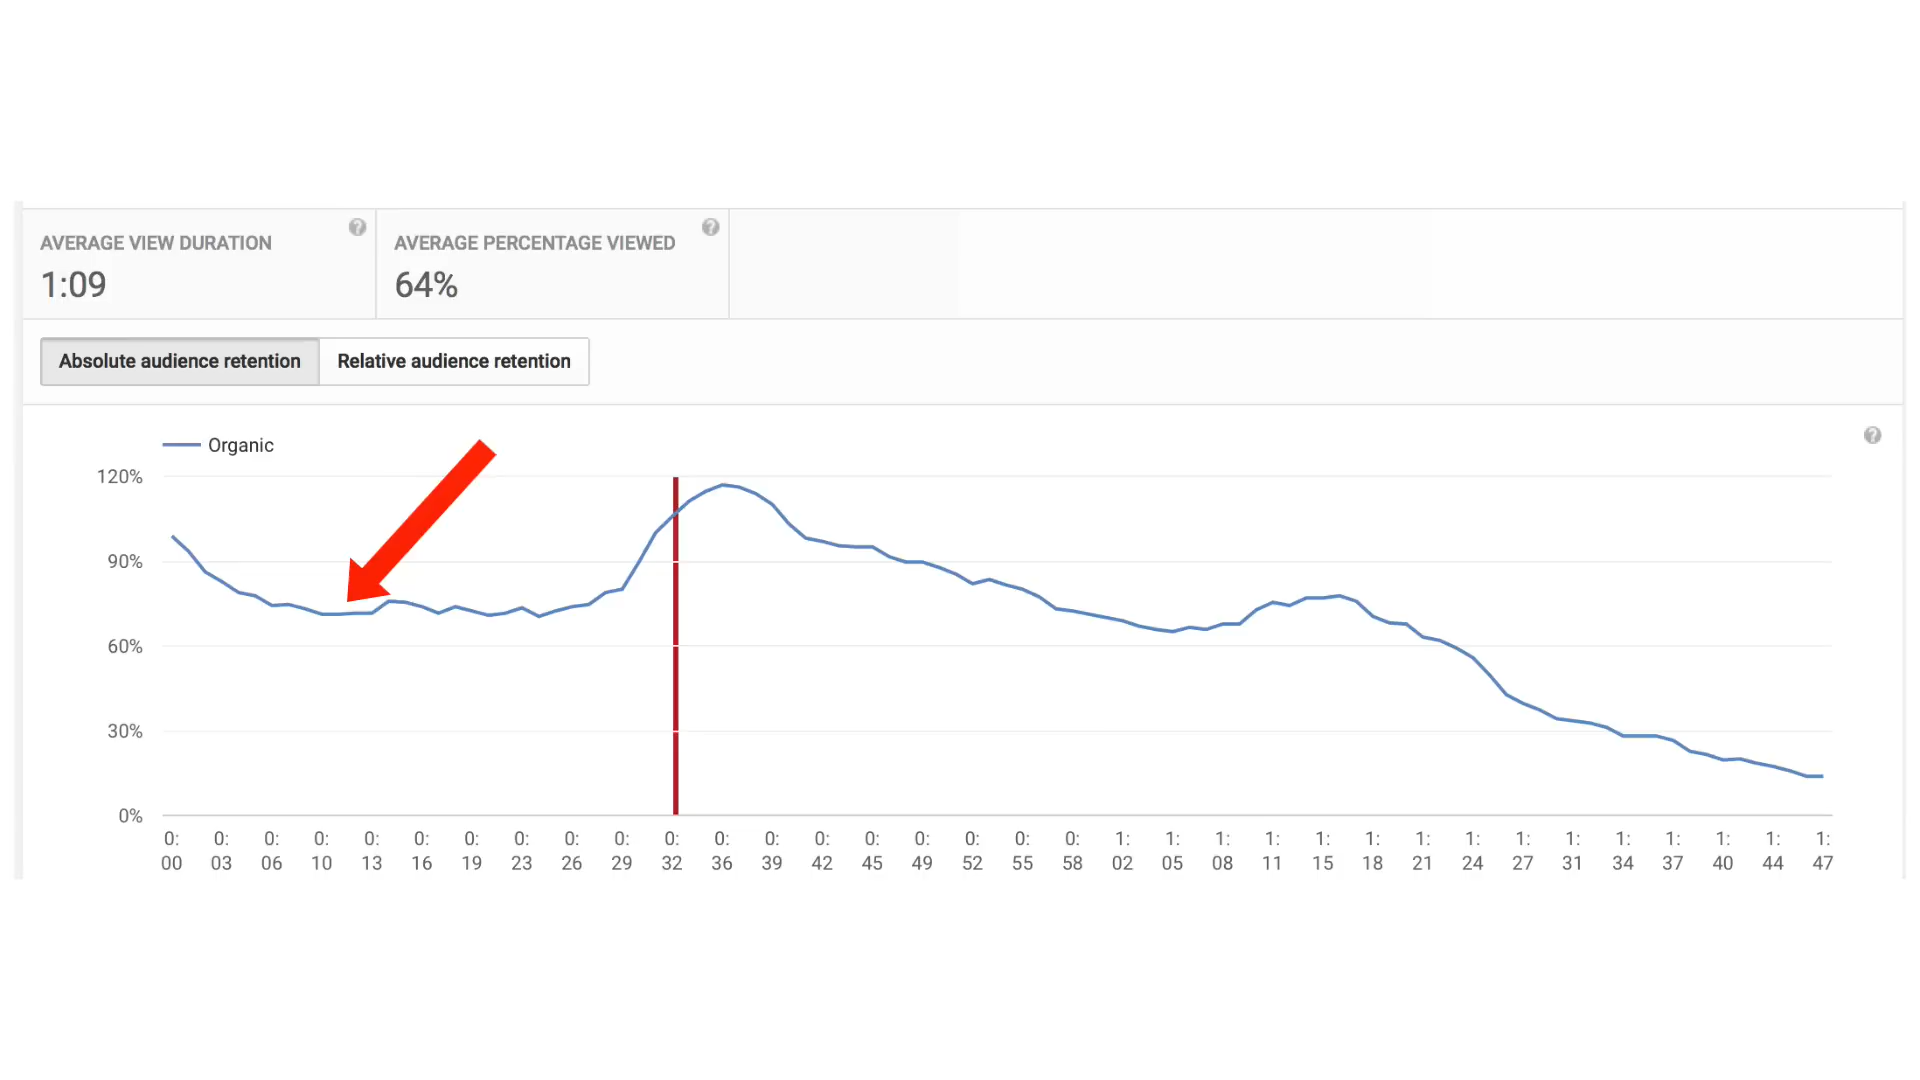 AVERAGE VIEW DURATION ? AVERAGE PERCENTAGE VIEWED ?
1:09 64%
Absolute audience retention Relative audience retention
Organic ?
120%
90%
60%
30%
0%
0: 0: 0: 0: 0: 0: 0: 0: 0: 0: 0: 0: 0: 0: 0: 0: 0: 0: 0: 1: 1: 1: 1: 1: 1: 1: 1: 1: 1: 1: 1: 1: 1: 1:
00 03 06 10 13 16 19 23 26 29 32 36 39 42 45 49 52 55 58 02 05 08 11 15 18 21 24 27 31 34 37 40 44 47